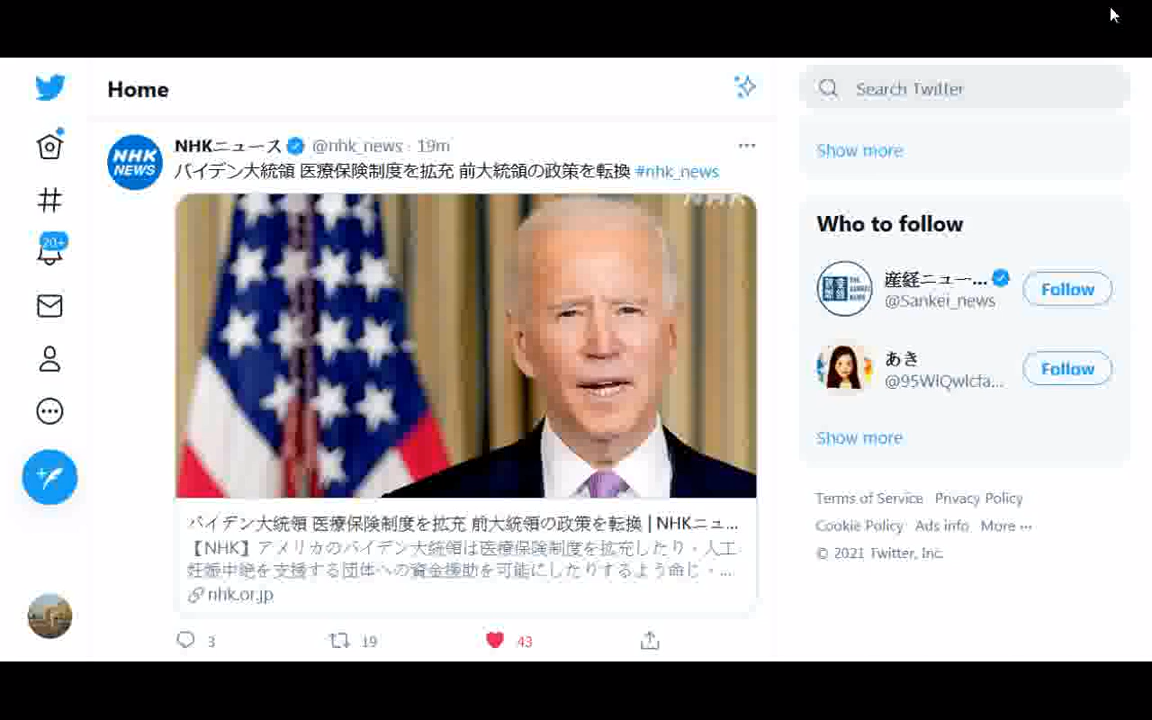 Home
NHKニュース @nhk_news · 19m
バイデン大統領 医療保険制度を拡充 前大統領の政策を転換 #nhk_news
NHK NEWS
NHK
バイデン大統領 医療保険制度を拡充 前大統領の政策を転換 | NHKニュ...
【NHK】アメリカのバイデン大統領は医療保険制度を拡充したり、人工
妊娠中絶を支援する団体への資金援助を可能にしたりするよう命じ、...
nhk.or.jp
3 19 43
20+
Search Twitter
Show more
Who to follow
産経ニュー...
@Sankei_news
Follow
あき
Follow
Show more
Terms of Service Privacy Policy
Cookie Policy Ads info More ···
© 2021 Twitter, Inc.